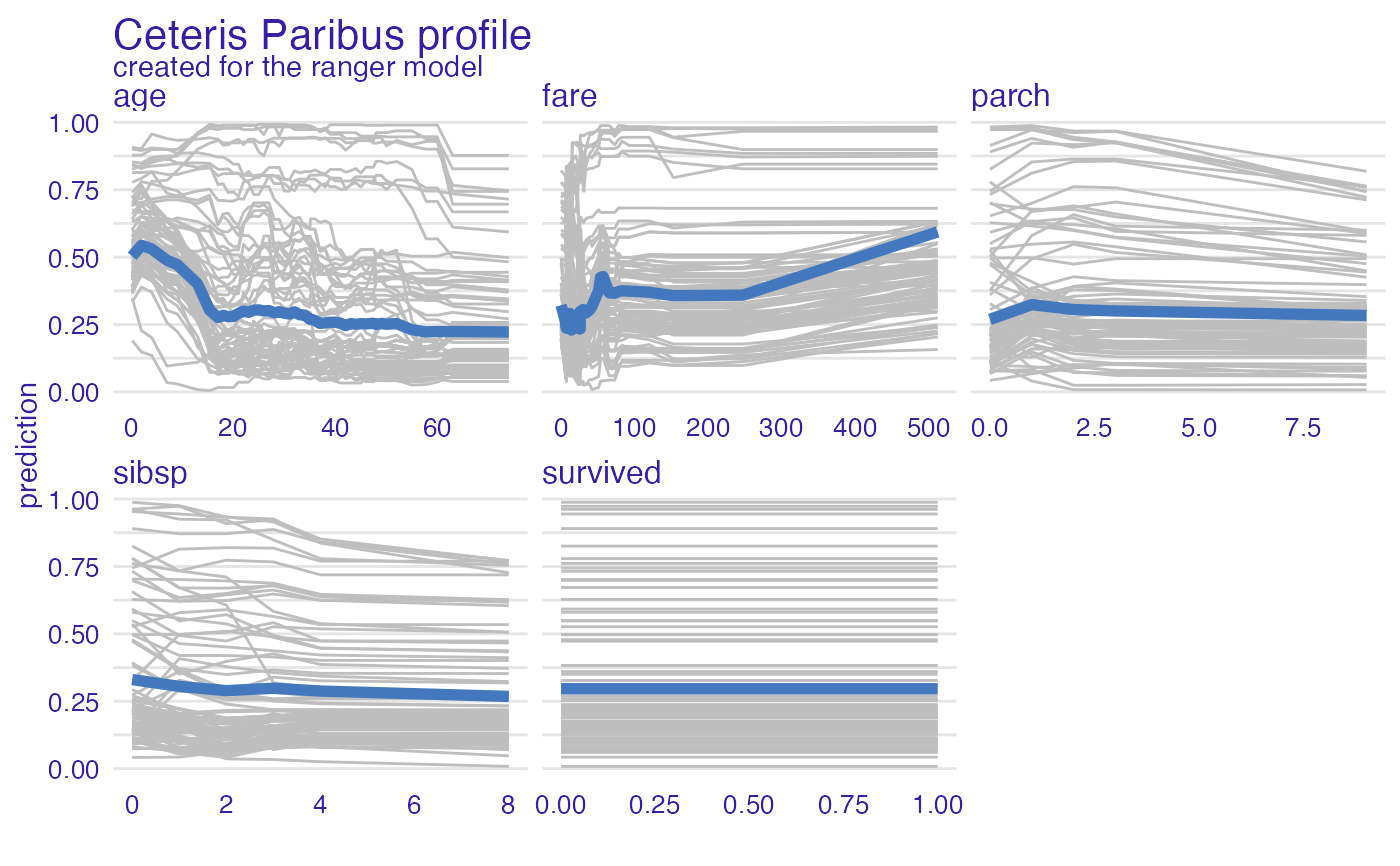 Ceteris Paribus profile
created for the ranger model
age fare parch
1.00
0.75
0.50
0.25
0.00
0 20 40 60 0 100 200 300 400 500 0.0 2.5 5.0 7.5
prediction
sibsp survived
1.00
0.75
0.50
0.25
0.00
0 2 4 6 8 0.00 0.25 0.50 0.75 1.00